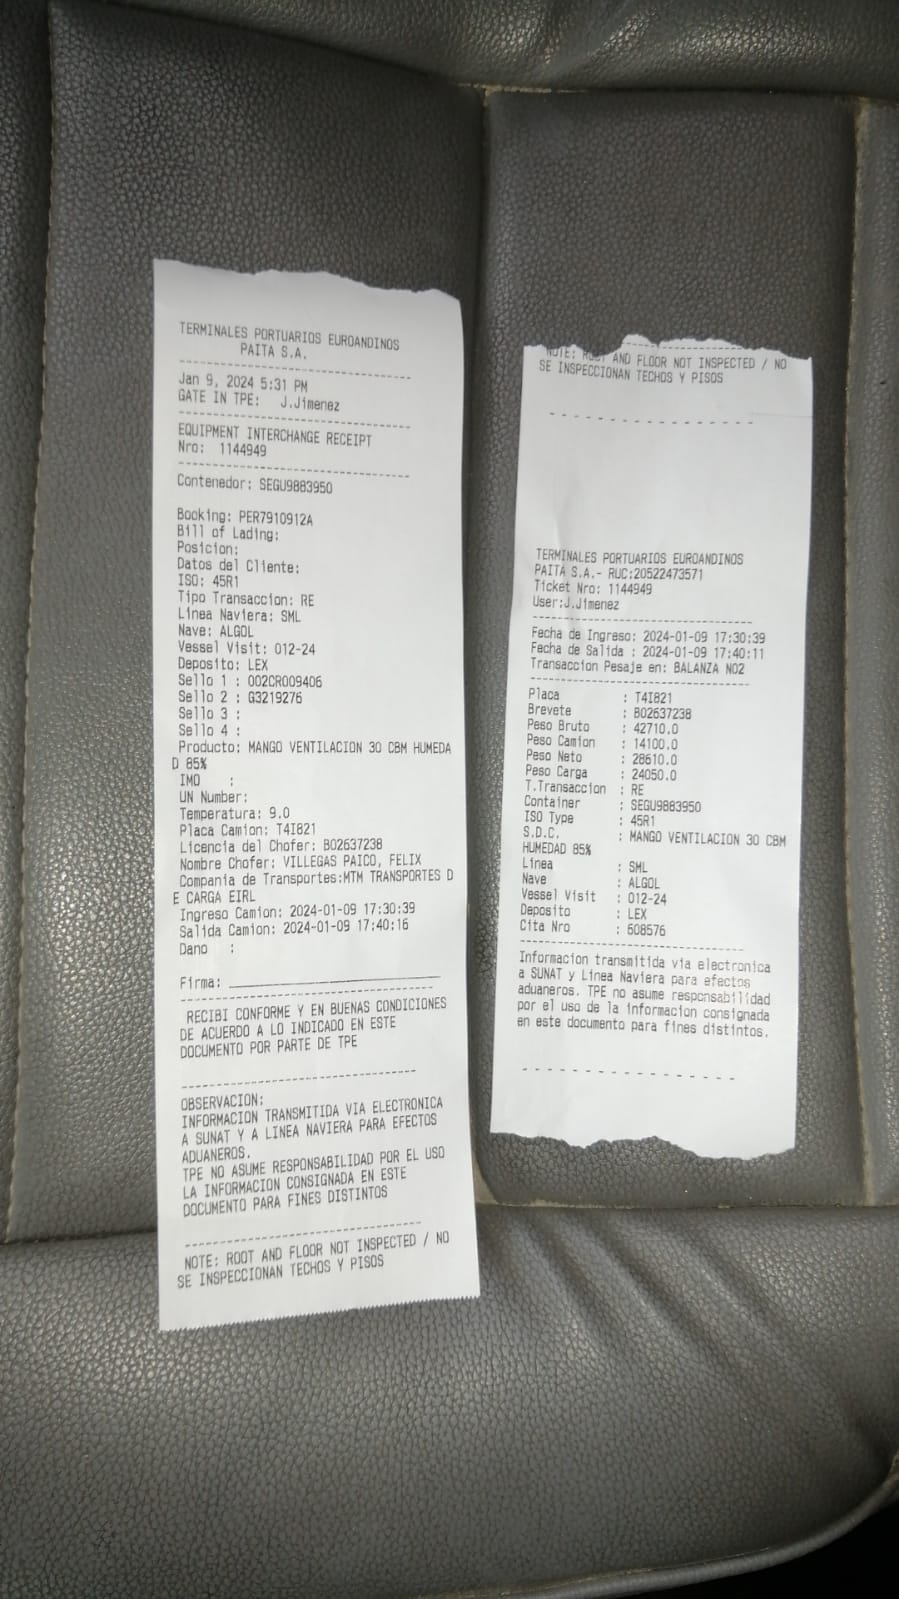 TERMINALES PORTUARIOS EUROANDINOS
PAITA S.A.
Jan 9, 2024 5:31 PM
GATE IN TPE: J.Jimenez
EQUIPMENT INTERCHANGE RECEIPT
Nro: 1144949
Contenedor: SEGU9883950
Booking: PER7910912A
Bill of Lading:
Posicion:
Datos del Cliente:
ISO: 45R1
Tipo Transaccion: RE
Linea Naviera: SML
Nave: ALGOL
Vessel Visit: 012-24
Deposito: LEX
Sello 1 : 002CR009406
Sello 2 : G3219276
Sello 3 :
Sello 4 :
Producto: MANGO VENTILACION 30 CBM HUMEDA
D 85%
IMO :
UN Number:
Temperatura: 9.0
Placa Camion: T4I821
Licencia del Chofer: B02637238
Nombre Chofer: VILLEGAS PAICO, FELIX
Compania de Transportes:MTM TRANSPORTES D
E CARGA EIRL
Ingreso Camion: 2024-01-09 17:30:39
Salida Camion: 2024-01-09 17:40:16
Dano :
Firma:
RECIBI CONFORME Y EN BUENAS CONDICIONES
DE ACUERDO A LO INDICADO EN ESTE
DOCUMENTO POR PARTE DE TPE
OBSERVACION:
INFORMACION TRANSMITIDA VIA ELECTRONICA
A SUNAT Y A LINEA NAVIERA PARA EFECTOS
ADUANEROS.
TPE NO ASUME RESPONSABILIDAD POR EL USO
LA INFORMACION CONSIGNADA EN ESTE
DOCUMENTO PARA FINES DISTINTOS
NOTE: ROOT AND FLOOR NOT INSPECTED / NO
SE INSPECCIONAN TECHOS Y PISOS
NOTE: ROOT AND FLOOR NOT INSPECTED / NO
SE INSPECCIONAN TECHOS Y PISOS
TERMINALES PORTUARIOS EUROANDINOS
PAITA S.A.- RUC:20522473571
Ticket Nro: 1144949
User:J.Jimenez
Fecha de Ingreso: 2024-01-09 17:30:39
Fecha de Salida : 2024-01-09 17:40:11
Transaccion Pesaje en: BALANZA NO2
Placa : T4I821
Brevete : B02637238
Peso Bruto : 42710.0
Peso Camion : 14100.0
Peso Neto : 28610.0
Peso Carga : 24050.0
T.Transaccion : RE
Container : SEGU9883950
ISO Type : 45R1
S.D.C. : MANGO VENTILACION 30 CBM
HUMEDAD 85%
Linea : SML
Nave : ALGOL
Vessel Visit : 012-24
Deposito : LEX
Cita Nro : 608576
Informacion transmitida via electronica
a SUNAT y Linea Naviera para efectos
aduaneros. TPE no asume responsabilidad
por el uso de la informacion consignada
en este documento para fines distintos.